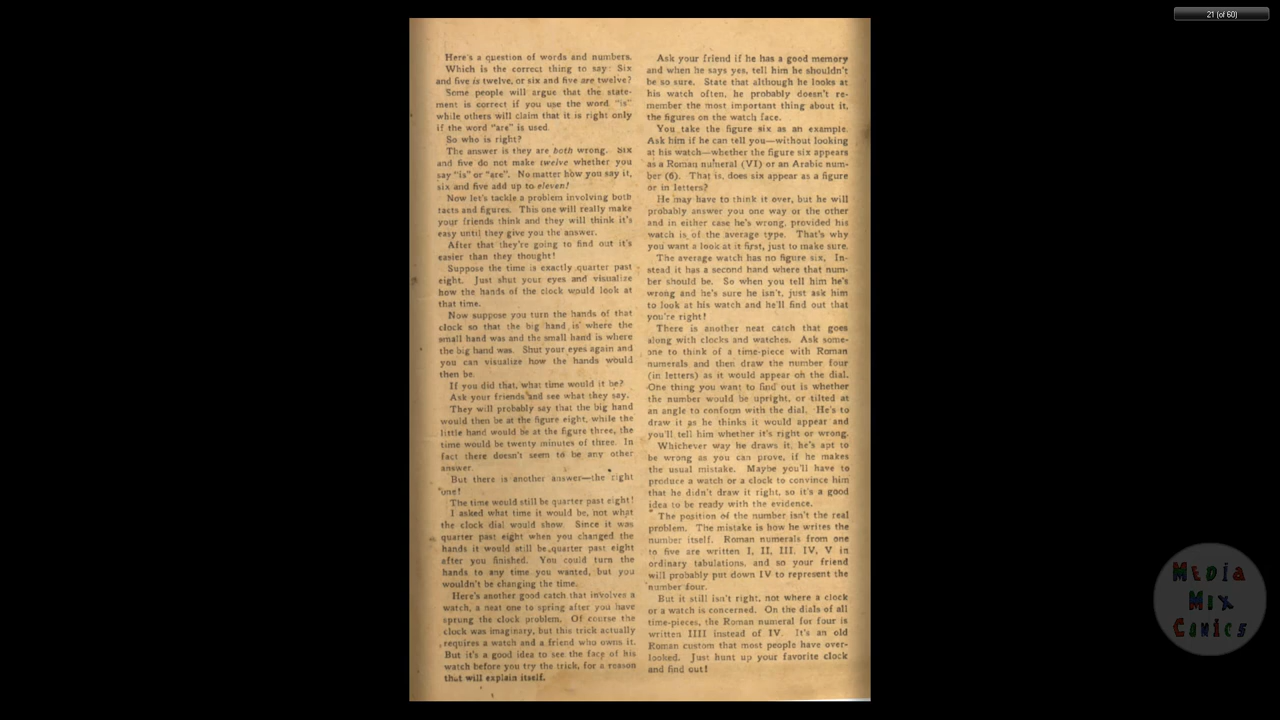 21 (of 60)
Here's a question of words and numbers.
Which is the correct thing to say: Six
and five is twelve, or six and five are twelve?
Some people will argue that the state-
ment is correct if you use the word "is"
while others will claim that it is right only
if the word "are" is used.
So who is right?
The answer is they are both wrong. Six
and five do not make twelve whether you
say "is" or "are". No matter how you say it,
six and five add up to eleven!
Now let's tackle a problem involving both
facts and figures. This one will really make
your friends think and they will think it's
easy until they give you the answer.
After that they're going to find out it's
easier than they thought!
Suppose the time is exactly quarter past
eight. Just shut your eyes and visualize
how the hands of the clock would look at
that time.
Now suppose you turn the hands of that
clock so that the big hand is where the
small hand was and the small hand is where
the big hand was. Shut your eyes again and
you can visualize how the hands would
then be.
If you did that, what time would it be?
Ask your friends and see what they say.
They will probably say that the big hand
would then be at the figure eight, while the
little hand would be at the figure three, the
time would be twenty minutes of three. In
fact there doesn't seem to be any other
answer.
But there is another answer—the right
one!
The time would still be quarter past eight!
I asked what time it would be, not what
the clock dial would show. Since it was
quarter past eight when you changed the
hands it would still be quarter past eight
after you finished. You could turn the
hands to any time you wanted, but you
wouldn't be changing the time.
Here's another good catch that involves a
watch, a neat one to spring after you have
sprung the clock problem. Of course the
clock was imaginary, but this trick actually
requires a watch and a friend who owns it.
But it's a good idea to see the face of his
watch before you try the trick, for a reason
that will explain itself.
Ask your friend if he has a good memory
and when he says yes, tell him he shouldn't
be so sure. State that although he looks at
his watch often, he probably doesn't re-
member the most important thing about it,
the figures on the watch face.
You take the figure six as an example.
Ask him if he can tell you—without looking
at his watch—whether the figure six appears
as a Roman numeral (VI) or an Arabic num-
ber (6). That is, does six appear as a figure
or in letters?
He may have to think it over, but he will
probably answer you one way or the other
and in either case he's wrong, provided his
watch is of the average type. That's why
you want a look at it first, just to make sure.
The average watch has no figure six. In-
stead it has a second hand where that num-
ber should be. So when you tell him he's
wrong and he's sure he isn't, just ask him
to look at his watch and he'll find out that
you're right!
There is another neat catch that goes
along with clocks and watches. Ask some-
one to think of a time-piece with Roman
numerals and then draw the number four
(in letters) as it would appear on the dial.
One thing you want to find out is whether
the number would be upright, or tilted at
an angle to conform with the dial. He's to
draw it as he thinks it would appear and
you'll tell him whether it's right or wrong.
Whichever way he draws it, he's apt to
be wrong as you can prove, if he makes
the usual mistake. Maybe you'll have to
produce a watch or a clock to convince him
that he didn't draw it right, so it's a good
idea to be ready with the evidence.
The position of the number isn't the real
problem. The mistake is how he writes the
number itself. Roman numerals from one
to five are written I, II, III, IV, V in
ordinary tabulations, and so your friend
will probably put down IV to represent the
number four.
But it still isn't right, not where a clock
or a watch is concerned. On the dials of all
time-pieces, the Roman numeral for four is
written IIII instead of IV. It's an old
Roman custom that most people have over-
looked. Just hunt up your favorite clock
and find out!
Media
Mix
Comics